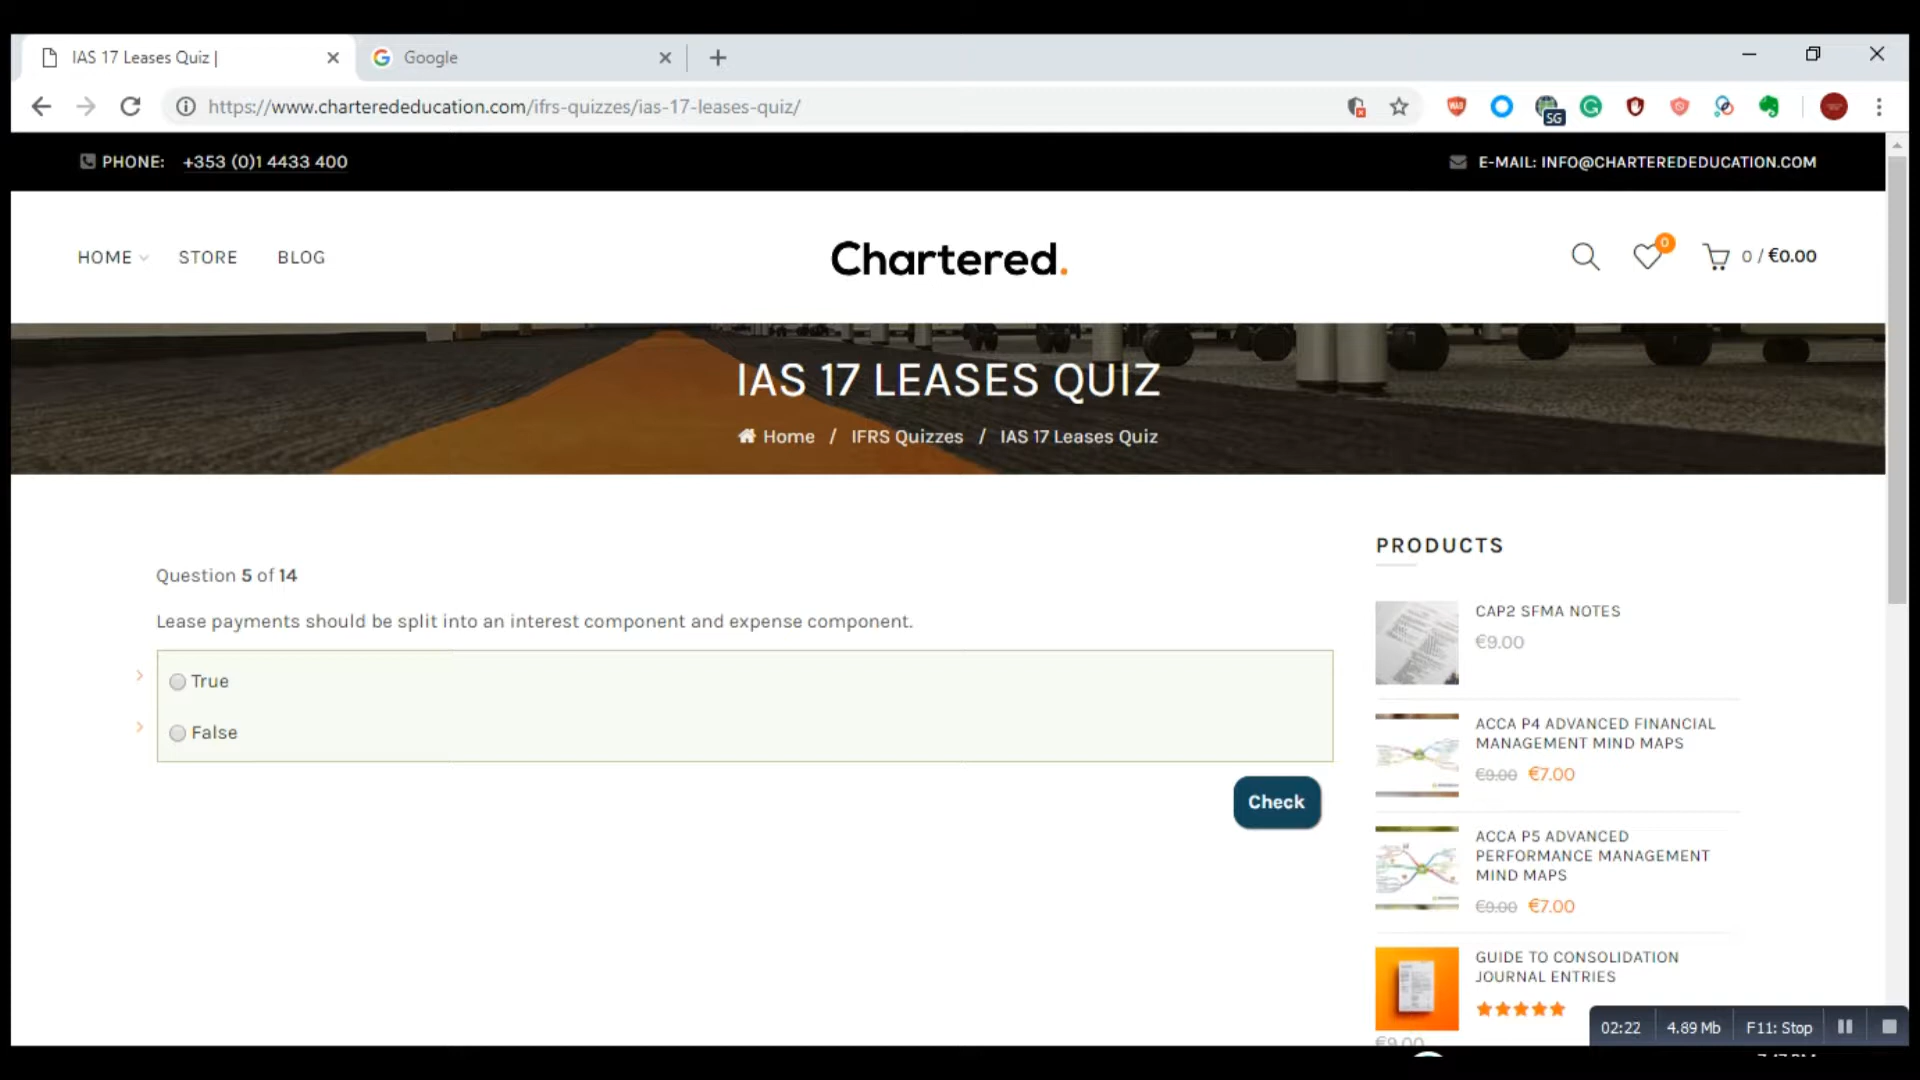 IAS 17 Leases Quiz |
Google
https://www.charterededucation.com/ifrs-quizzes/ias-17-leases-quiz/
SG
PHONE: +353 (0)1 4433 400
E-MAIL: INFO@CHARTEREDEDUCATION.COM
HOME STORE BLOG
Chartered.
0
0 / €0.00
IAS 17 LEASES QUIZ
Home / IFRS Quizzes / IAS 17 Leases Quiz
Question 5 of 14
Lease payments should be split into an interest component and expense component.
True
False
Check
PRODUCTS
CAP2 SFMA NOTES
€9.00
ACCA P4 ADVANCED FINANCIAL
MANAGEMENT MIND MAPS
€9.00 €7.00
ACCA P5 ADVANCED
PERFORMANCE MANAGEMENT
MIND MAPS
€9.00 €7.00
GUIDE TO CONSOLIDATION
JOURNAL ENTRIES
€9.00
02:22 4.89 Mb F11: Stop